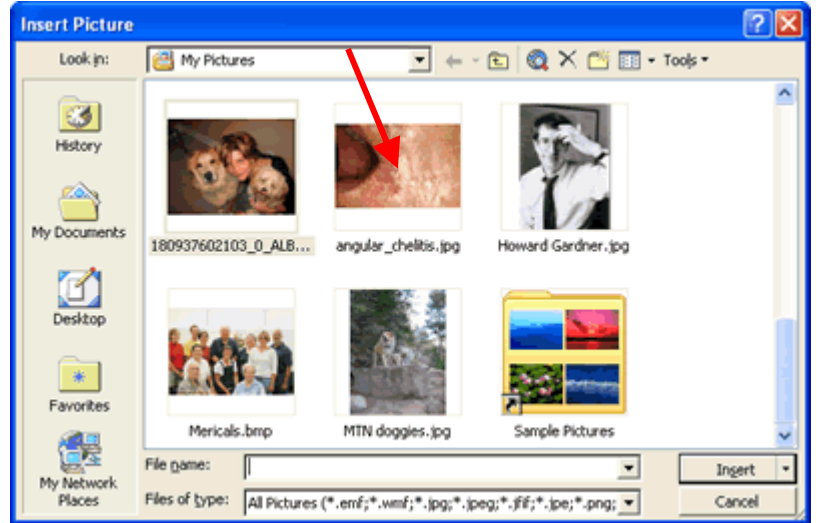 Insert Picture
Look in: My Pictures Tools
History
My Documents
Desktop
Favorites
My Network
Places
180937602103_0_ALB... angular_chelitis.jpg Howard Gardner.jpg
Mericals.bmp MTN doggies.jpg Sample Pictures
File name: Insert
Files of type: All Pictures (*.emf;*.wmf;*.jpg;*.jpeg;*.jfif;*.jpe;*.png; Cancel